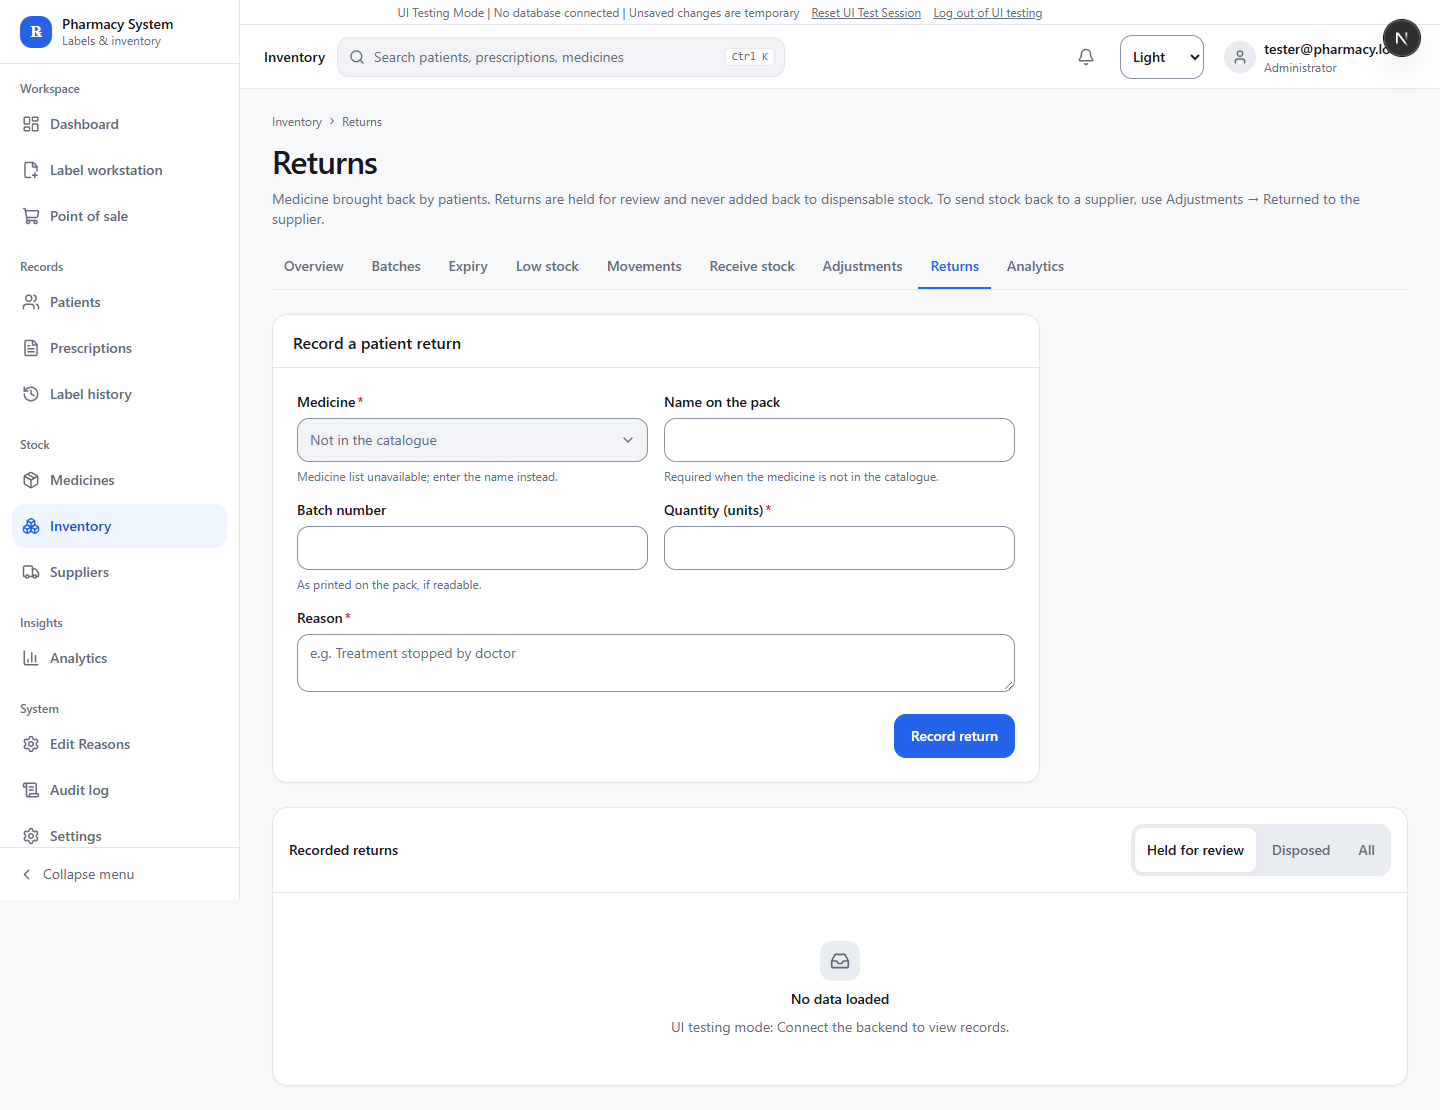 Pharmacy System
Labels & inventory
Workspace
Dashboard
Label workstation
Point of sale
Records
Patients
Prescriptions
Label history
Stock
Medicines
Inventory
Suppliers
Insights
Analytics
System
Edit Reasons
Audit log
Settings
Collapse menu
UI Testing Mode | No database connected | Unsaved changes are temporary Reset UI Test Session Log out of UI testing
Inventory
Search patients, prescriptions, medicines
Ctrl K
Light
tester@pharmacy.lo
Administrator
N
Inventory > Returns
Returns
Medicine brought back by patients. Returns are held for review and never added back to dispensable stock. To send stock back to a supplier, use Adjustments → Returned to the
supplier.
Overview Batches Expiry Low stock Movements Receive stock Adjustments Returns Analytics
Record a patient return
Medicine*
Not in the catalogue
Medicine list unavailable; enter the name instead.
Name on the pack
Required when the medicine is not in the catalogue.
Batch number
As printed on the pack, if readable.
Quantity (units)*
Reason*
e.g. Treatment stopped by doctor
Record return
Recorded returns
Held for review Disposed All
No data loaded
UI testing mode: Connect the backend to view records.